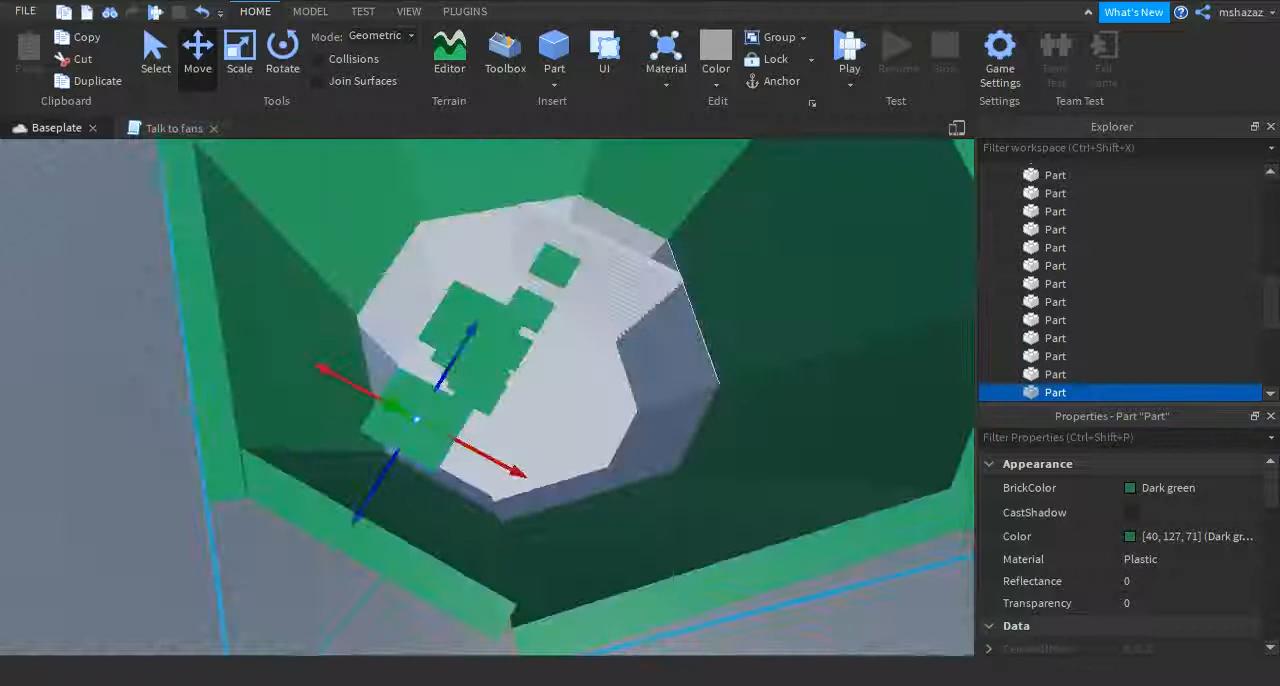 FILE HOME MODEL TEST VIEW PLUGINS What's New mshazaz
Copy
Cut
Duplicate
Clipboard
Select Move Scale Rotate
Mode: Geometric
Collisions
Join Surfaces
Tools
Editor
Terrain
Toolbox Part UI
Insert
Material Color
Group
Lock
Anchor
Edit
Play
Test
Game
Settings
Settings
Team Test
Baseplate Talk to fans
Explorer
Filter workspace (Ctrl+Shift+X)
Part
Part
Part
Part
Part
Part
Part
Part
Part
Part
Part
Part
Part
Properties - Part "Part"
Filter Properties (Ctrl+Shift+P)
Appearance
BrickColor Dark green
CastShadow
Color [40, 127, 71] (Dark gr...
Material Plastic
Reflectance 0
Transparency 0
Data